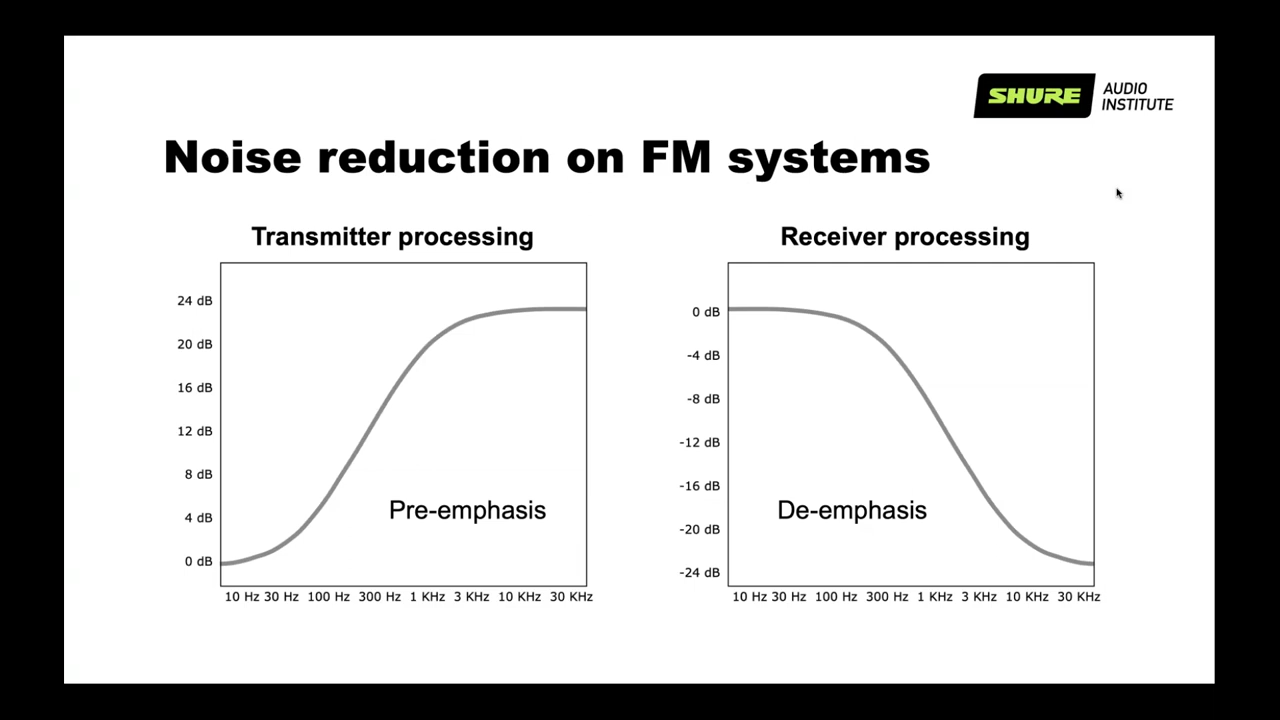 SHURE AUDIO
INSTITUTE
Noise reduction on FM systems
Transmitter processing
24 dB
20 dB
16 dB
12 dB
8 dB
4 dB
0 dB
Pre-emphasis
10 Hz 30 Hz 100 Hz 300 Hz 1 KHz 3 KHz 10 KHz 30 KHz
Receiver processing
0 dB
-4 dB
-8 dB
-12 dB
-16 dB
-20 dB
-24 dB
De-emphasis
10 Hz 30 Hz 100 Hz 300 Hz 1 KHz 3 KHz 10 KHz 30 KHz